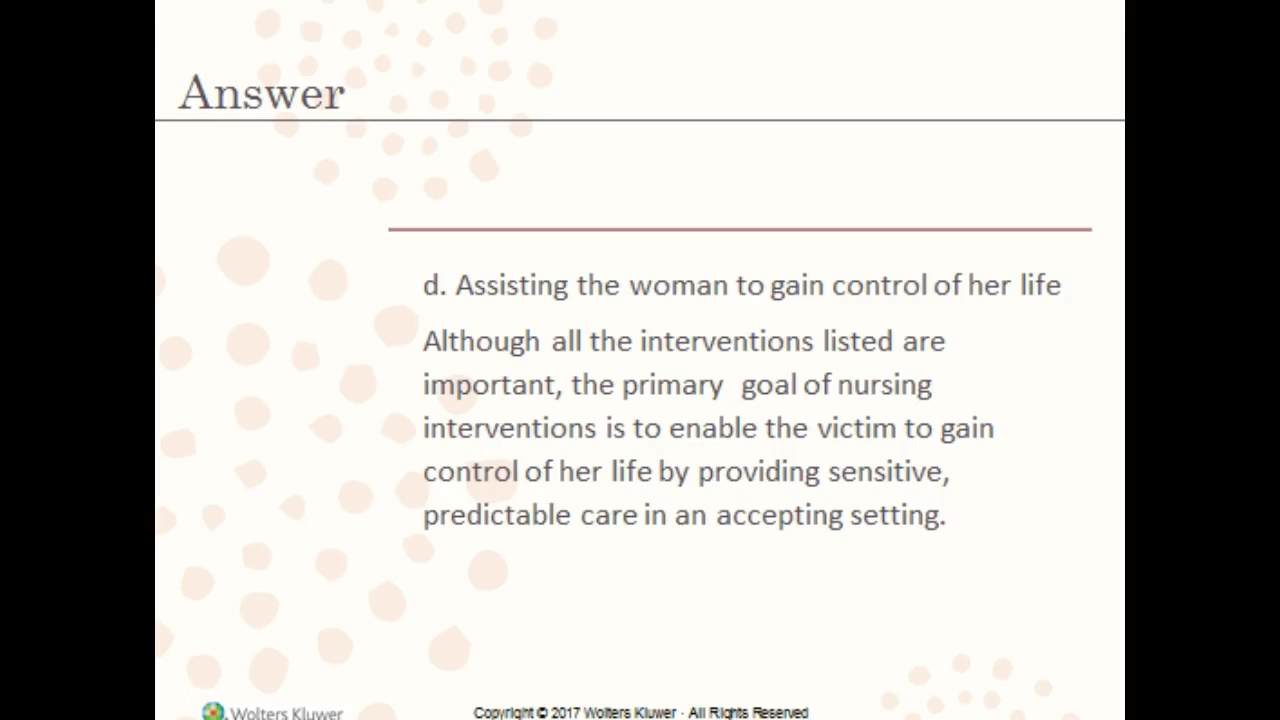 Answer
d. Assisting the woman to gain control of her life
Although all the interventions listed are
important, the primary goal of nursing
interventions is to enable the victim to gain
control of her life by providing sensitive,
predictable care in an accepting setting.
Wolters Kluwer
Copyright © 2017 Wolters Kluwer · All Rights Reserved